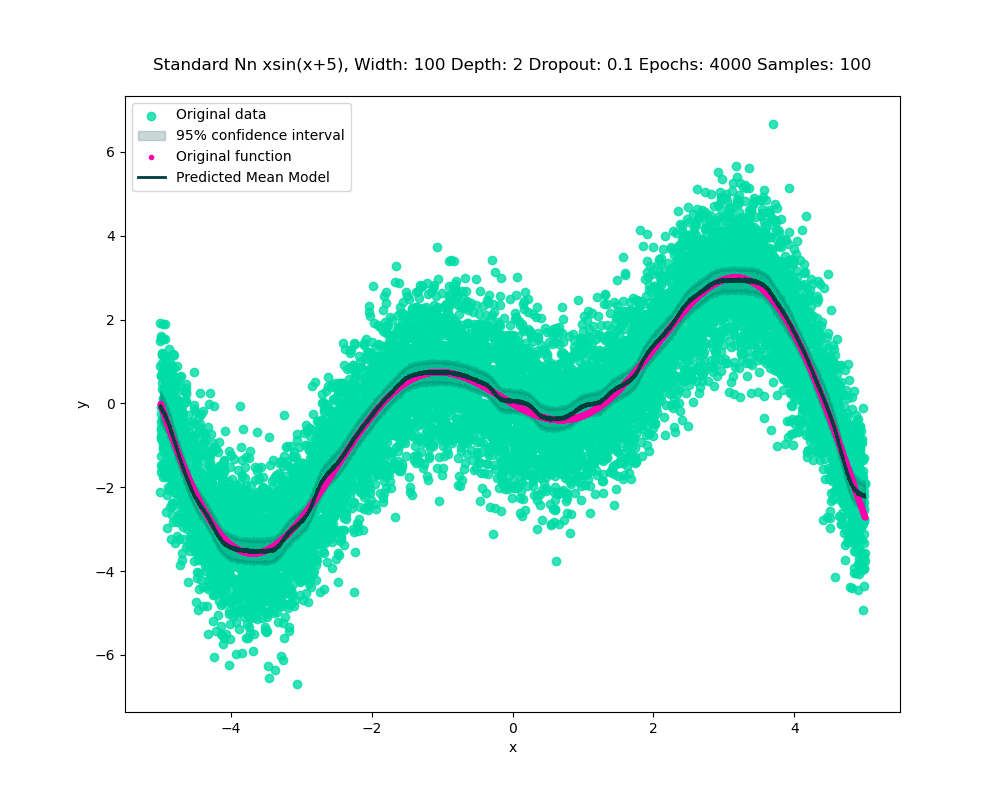 Standard Nn xsin(x+5), Width: 100 Depth: 2 Dropout: 0.1 Epochs: 4000 Samples: 100
Original data
95% confidence interval
Original function
Predicted Mean Model
6
4
2
0
−2
−4
−6
y
−4 −2 0 2 4
x